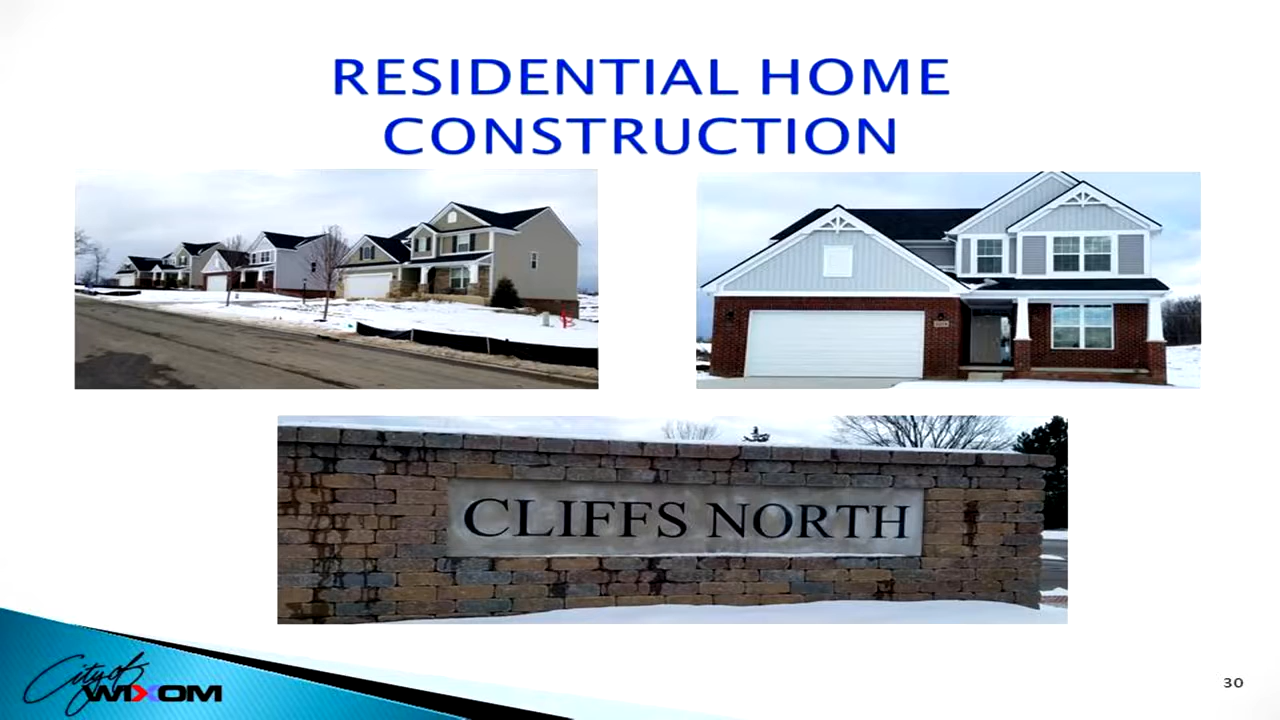 RESIDENTIAL HOME
CONSTRUCTION
CLIFFS NORTH
City of
WIXOM
30